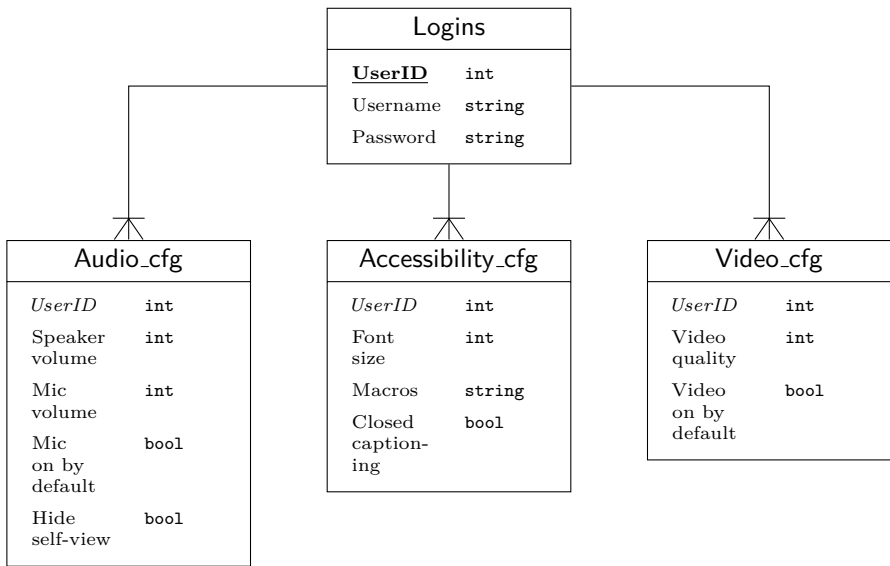 Logins
UserID int
Username string
Password string
Audio_cfg
UserID int
Speaker int
volume
Mic int
volume
Mic bool
on by
default
Hide bool
self-view
Accessibility_cfg
UserID int
Font int
size
Macros string
Closed bool
caption-
ing
Video_cfg
UserID int
Video int
quality
Video bool
on by
default